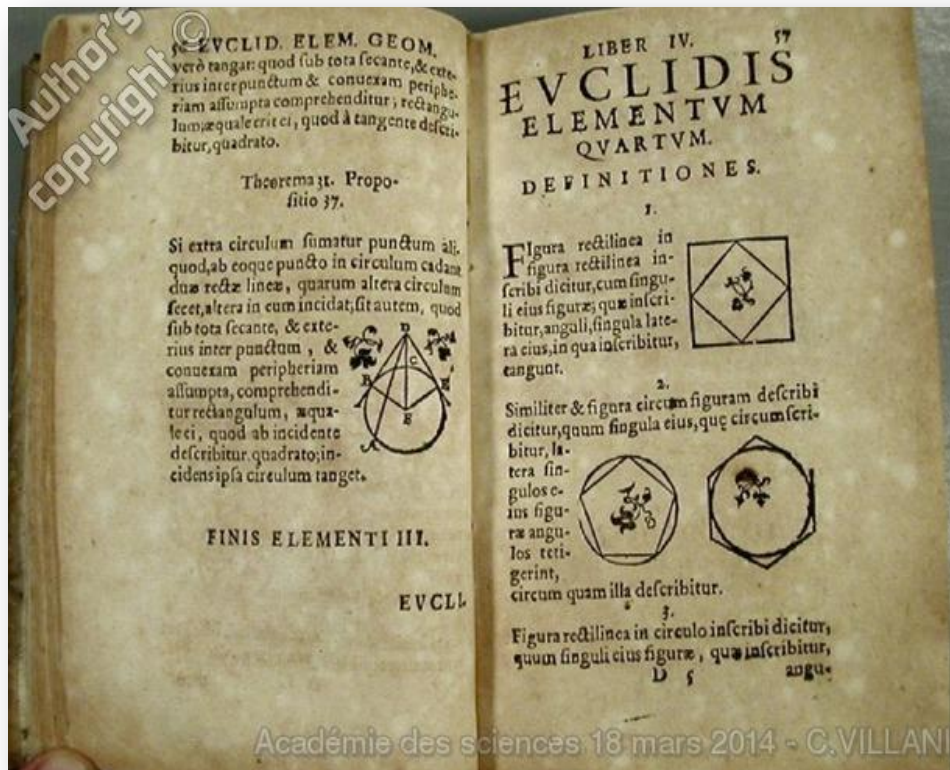 Author's
copyright ©
56 EVCLID. ELEM. GEOM.
verò tangat: quod ſub tota ſecante, & exte-
rius inter punctum & conuexam periphe-
riam aſſumpta comprehenditur, rectangu-
lum, æquale erit ei, quod à tangente deſcri-
bitur, quadrato.
Theorema 31. Propo-
ſitio 37.
Si extra circulum ſumatur punctum ali-
quod, ab eoque puncto in circulum cadant
duæ rectæ lineæ, quarum altera circulum
ſecet, altera in eum incidat; ſit autem, quod
ſub tota ſecante, & exte-
rius inter punctum, &
conuexam peripheriam
aſſumpta, comprehendi-
tur rectangulum, æqua-
le ei, quod ab incidente
deſcribitur quadrato; in-
cidens ipſa circulum tanget.
D
C
B
E
A
FINIS ELEMENTI III.
EVCLI-
LIBER IV. 57
EVCLIDIS
ELEMENTVM
QVARTVM.
DEFINITIONES.
1.
FIgura rectilinea in
figura rectilinea in-
ſcribi dicitur, cum ſingu-
li eius figuræ, quæ inſcri-
bitur, anguli, ſingula late-
ra eius, in qua inſcribitur,
tangunt.
2.
Similiter & figura circum figuram deſcribi
dicitur, quum ſingula eius, quę circumſcri-
bitur, la-
tera ſin-
gulos e-
ius figu-
ræ angu-
los teti-
gerint,
circum quam illa deſcribitur.
3.
Figura rectilinea in circulo inſcribi dicitur,
quum ſinguli eius figuræ, quæ inſcribitur,
D 5 angu-
Académie des sciences 18 mars 2014 - C.VILLANI